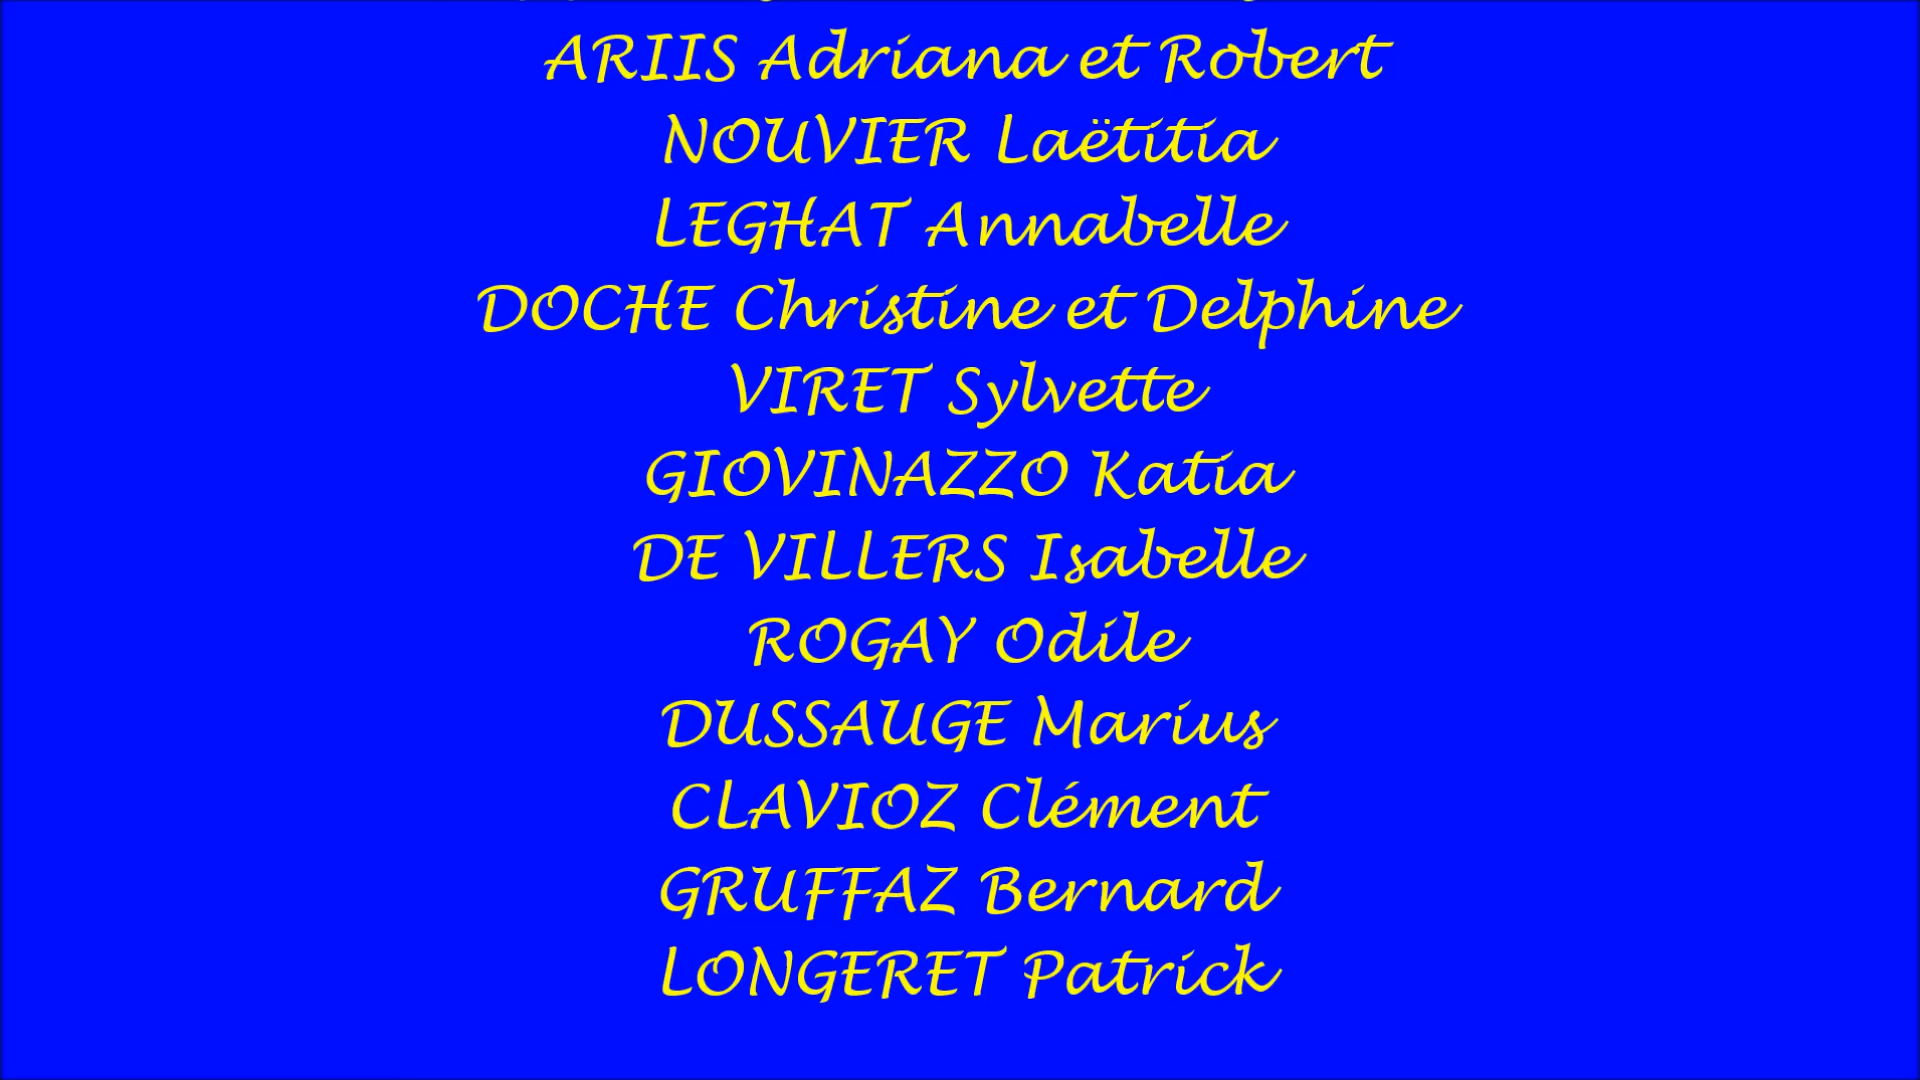 ARIIS Adriana et Robert
NOUVIER Laëtitia
LEGHAT Annabelle
DOCHE Christine et Delphine
VIRET Sylvette
GIOVINAZZO Katia
DE VILLERS Isabelle
ROGAY Odile
DUSSAUGE Marius
CLAVIOZ Clément
GRUFFAZ Bernard
LONGERET Patrick